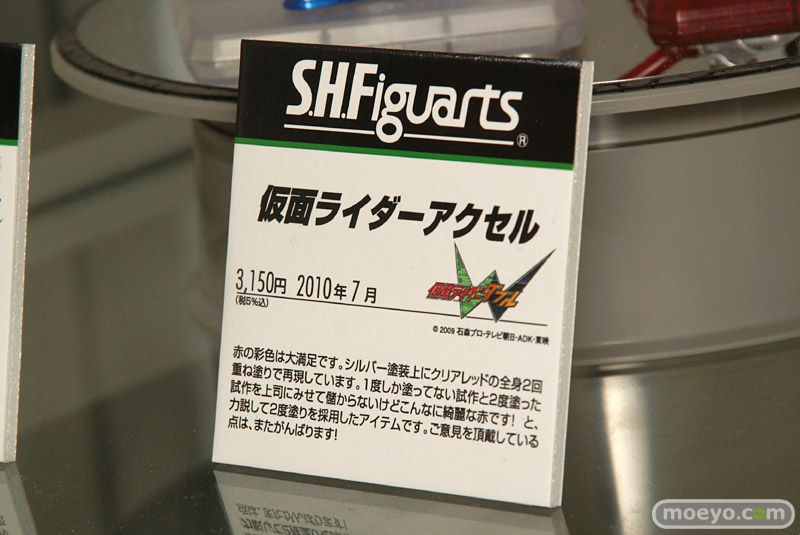 S.H.Figuarts
®
仮面ライダーアクセル
3,150円 2010年7月
(税5%込)
仮面ライダーダブル
© 2009 石森プロ・テレビ朝日・ADK・東映
赤の彩色は大満足です。シルバー塗装上にクリアレッドの全身2回
重ね塗りで再現しています。1度しか塗ってない試作と2度塗った
試作を上司にみせて儲からないけどこんなに綺麗な赤です! と、
力説して2度塗りを採用したアイテムです。ご意見を頂戴している
点は、またがんばります!
moeyo.com